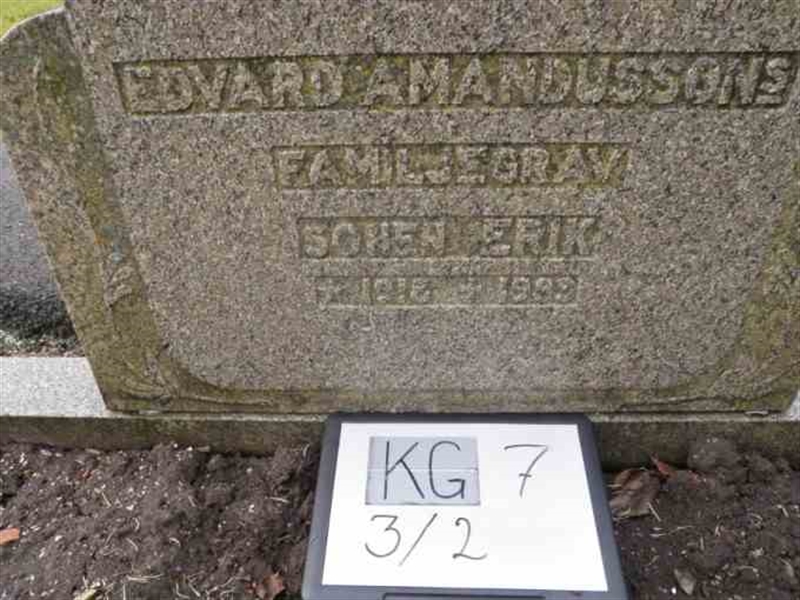 EDVARD AMANDUSSONS
FAMILJEGRAV
SONEN ERIK
KG 7
3/2